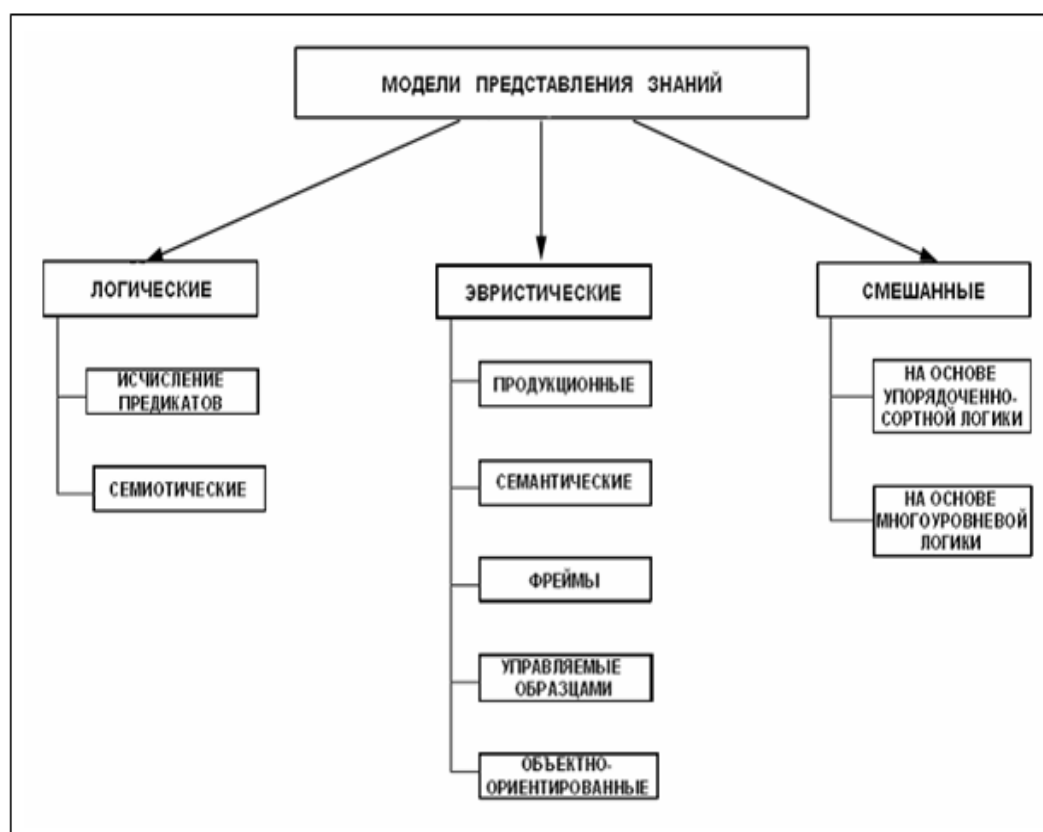 МОДЕЛИ ПРЕДСТАВЛЕНИЯ ЗНАНИЙ
ЛОГИЧЕСКИЕ
ИСЧИСЛЕНИЕ
ПРЕДИКАТОВ
СЕМИОТИЧЕСКИЕ
ЭВРИСТИЧЕСКИЕ
ПРОДУКЦИОННЫЕ
СЕМАНТИЧЕСКИЕ
ФРЕЙМЫ
УПРАВЛЯЕМЫЕ
ОБРАЗЦАМИ
ОБЪЕКТНО-
ОРИЕНТИРОВАННЫЕ
СМЕШАННЫЕ
НА ОСНОВЕ
УПОРЯДОЧЕННО-
СОРТНОЙ ЛОГИКИ
НА ОСНОВЕ
МНОГОУРОВНЕВОЙ
ЛОГИКИ